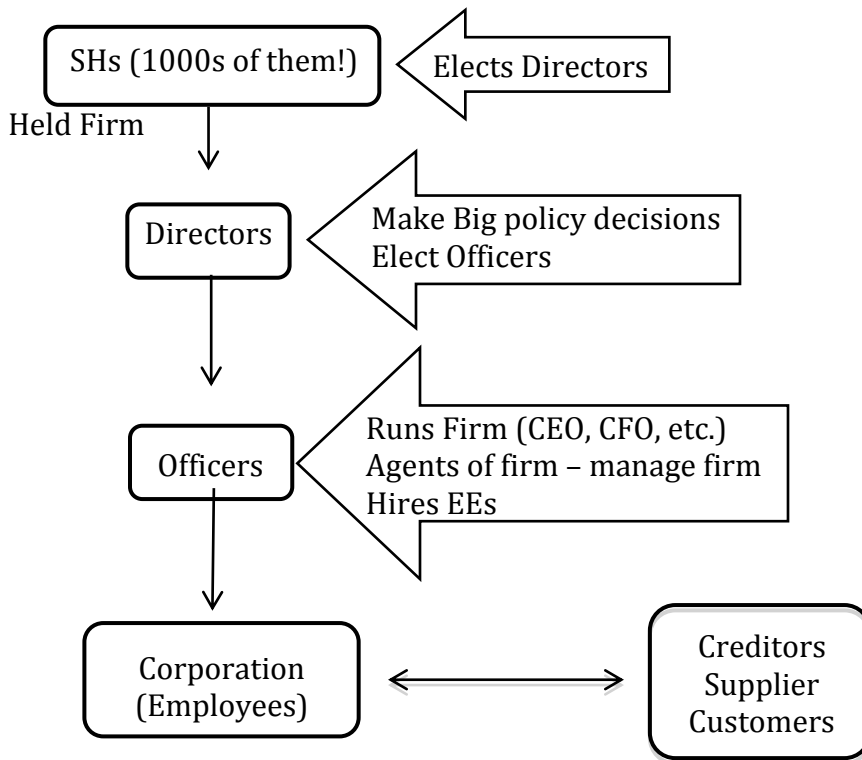 SHs (1000s of them!)
Elects Directors
Held Firm
Directors
Make Big policy decisions
Elect Officers
Officers
Runs Firm (CEO, CFO, etc.)
Agents of firm – manage firm
Hires EEs
Corporation
(Employees)
Creditors
Supplier
Customers